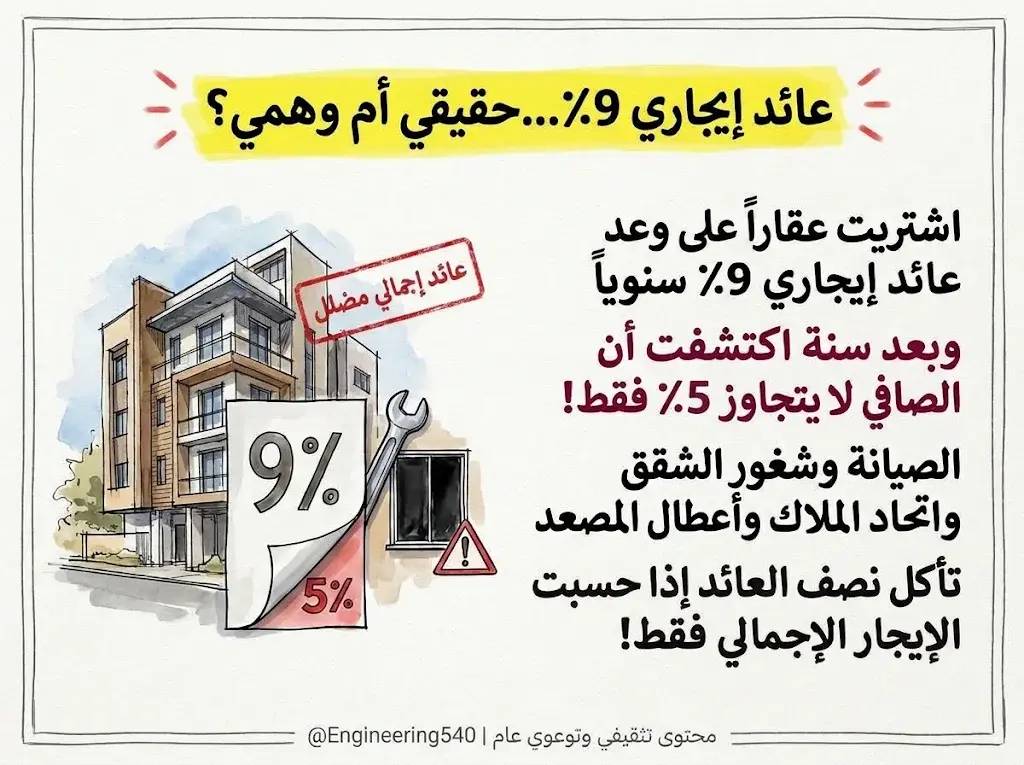 عائد إيجاري 9٪...حقيقي أم وهمي؟
اشتريت عقاراً على وعد
عائد إيجاري 9٪ سنوياً
وبعد سنة اكتشفت أن
الصافي لا يتجاوز 5٪ فقط!
الصيانة وشغور الشقق
واتحاد الملاك وأعطال المصعد
تأكل نصف العائد إذا حسبت
الإيجار الإجمالي فقط!
عائد إجمالي مضلل
9%
5%
محتوى تثقيفي وتوعوي عام | @Engineering540